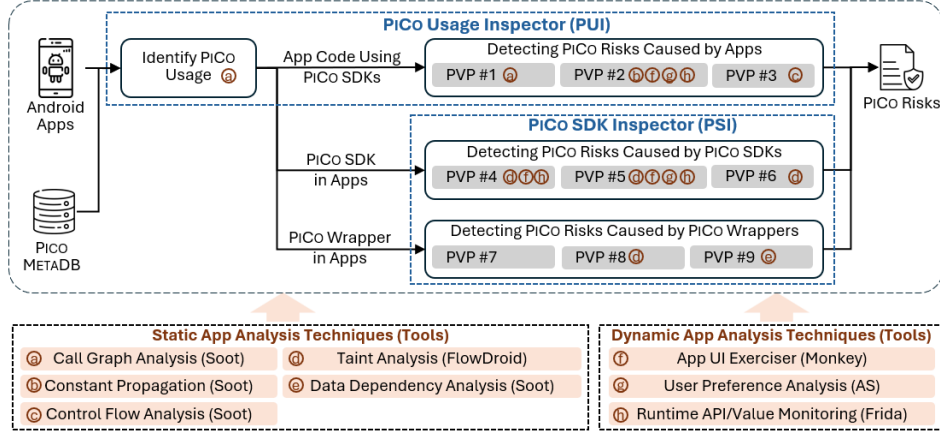 PICO Usage Inspector (PUI)
Identify PICO
Usage ⓐ
App Code Using
PICO SDKs
Detecting PICO Risks Caused by Apps
PVP #1 ⓐ
PVP #2 ⓑⓕⓖⓗ
PVP #3 ⓒ
Android
Apps
PICO Risks
PICO SDK Inspector (PSI)
PICO SDK
in Apps
Detecting PICO Risks Caused by PICO SDKs
PVP #4 ⓓⓕⓗ
PVP #5 ⓓⓕⓖⓗ
PVP #6 ⓓ
PICO
METADB
PICO Wrapper
in Apps
Detecting PICO Risks Caused by PICO Wrappers
PVP #7
PVP #8 ⓓ
PVP #9 ⓔ
Static App Analysis Techniques (Tools)
ⓐ Call Graph Analysis (Soot)
ⓑ Constant Propagation (Soot)
ⓒ Control Flow Analysis (Soot)
ⓓ Taint Analysis (FlowDroid)
ⓔ Data Dependency Analysis (Soot)
Dynamic App Analysis Techniques (Tools)
ⓕ App UI Exerciser (Monkey)
ⓖ User Preference Analysis (AS)
ⓗ Runtime API/Value Monitoring (Frida)